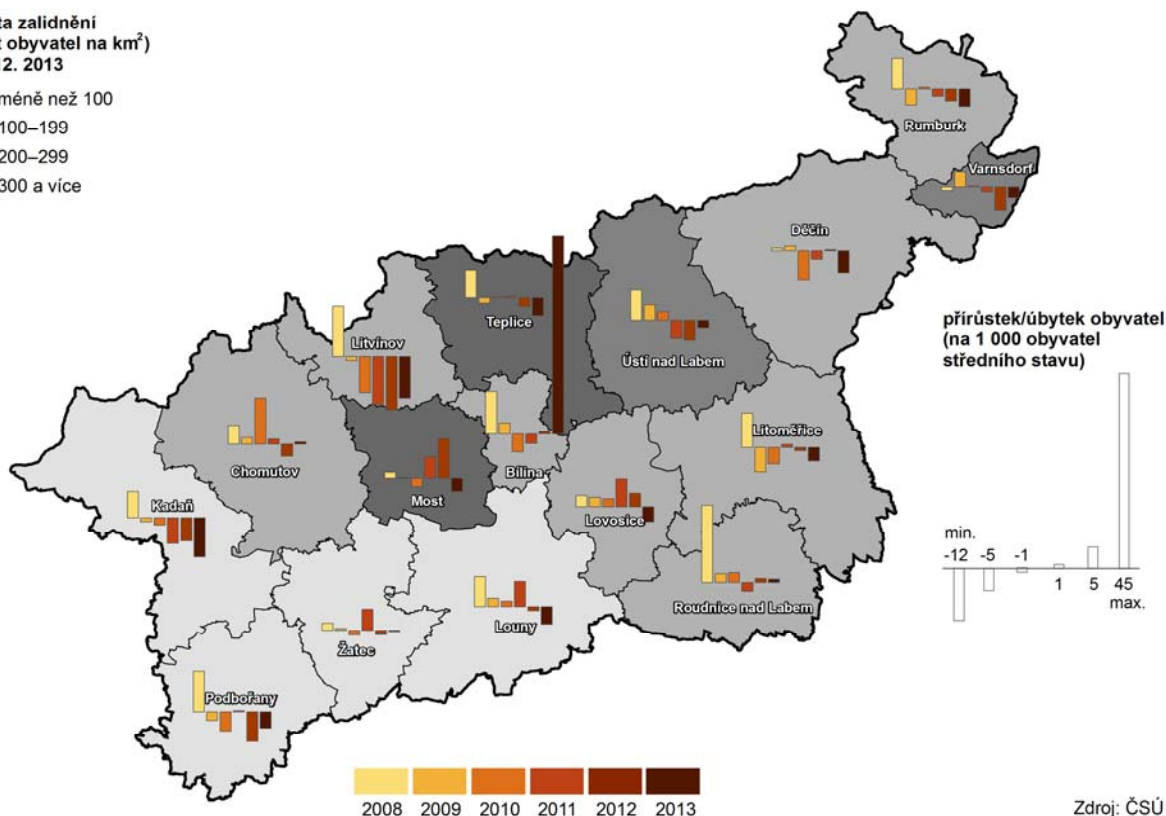 ta zalidnění
t obyvatel na km²)
12. 2013
méně než 100
100–199
200–299
300 a více
Rumburk
Varnsdorf
Děčín
Teplice
Litvínov
Ústí nad Labem
přírůstek/úbytek obyvatel
(na 1 000 obyvatel
středního stavu)
Litoměřice
Chomutov
Bílina
Most
Kadaň
Lovosice
Roudnice nad Labem
Louny
Žatec
Podbořany
min.
-12 -5 -1
1 5 45
max.
2008 2009 2010 2011 2012 2013
Zdroj: ČSÚ